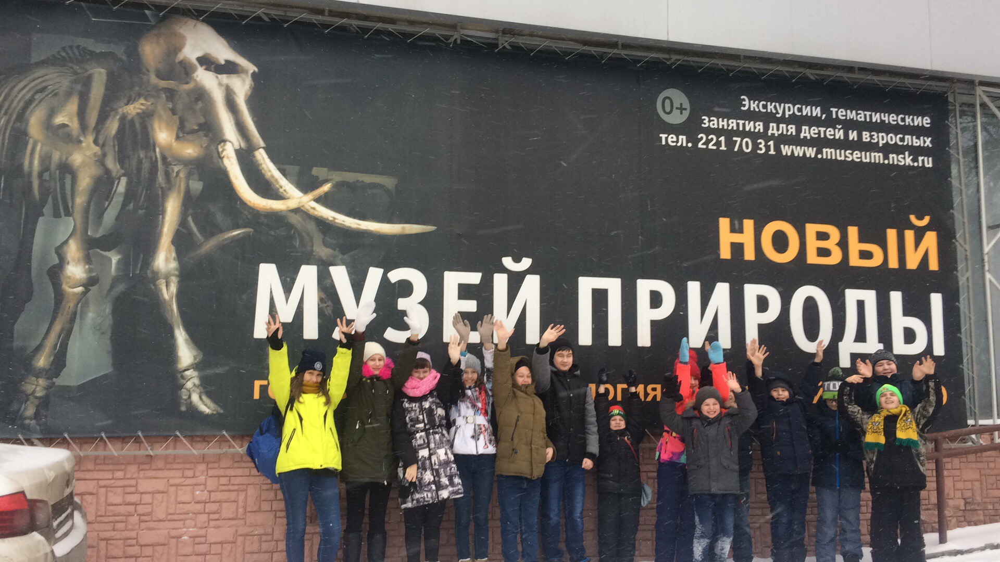 0+
Экскурсии, тематические
занятия для детей и взрослых
тел. 221 70 31 www.museum.nsk.ru
НОВЫЙ
МУЗЕЙ ПРИРОДЫ